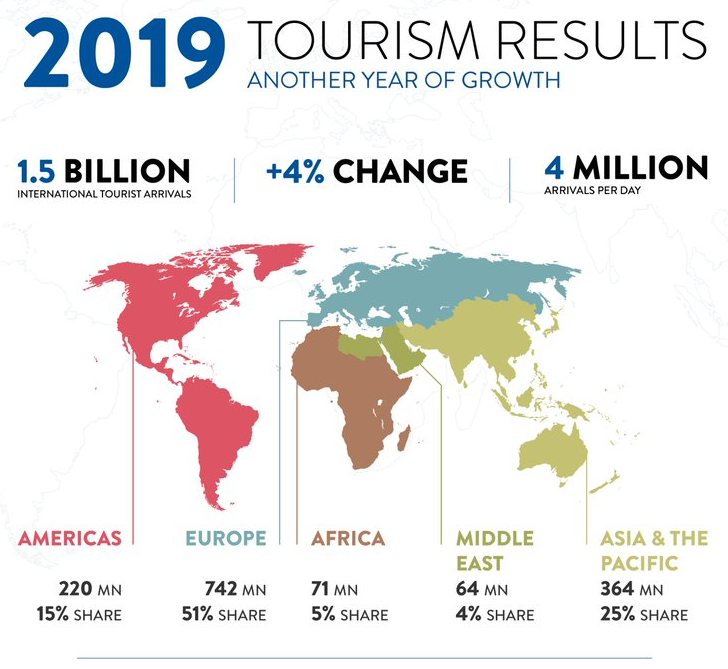 2019 TOURISM RESULTS
ANOTHER YEAR OF GROWTH
1.5 BILLION
INTERNATIONAL TOURIST ARRIVALS
+4% CHANGE
4 MILLION
ARRIVALS PER DAY
AMERICAS
220 MN
15% SHARE
EUROPE
742 MN
51% SHARE
AFRICA
71 MN
5% SHARE
MIDDLE
EAST
64 MN
4% SHARE
ASIA & THE
PACIFIC
364 MN
25% SHARE